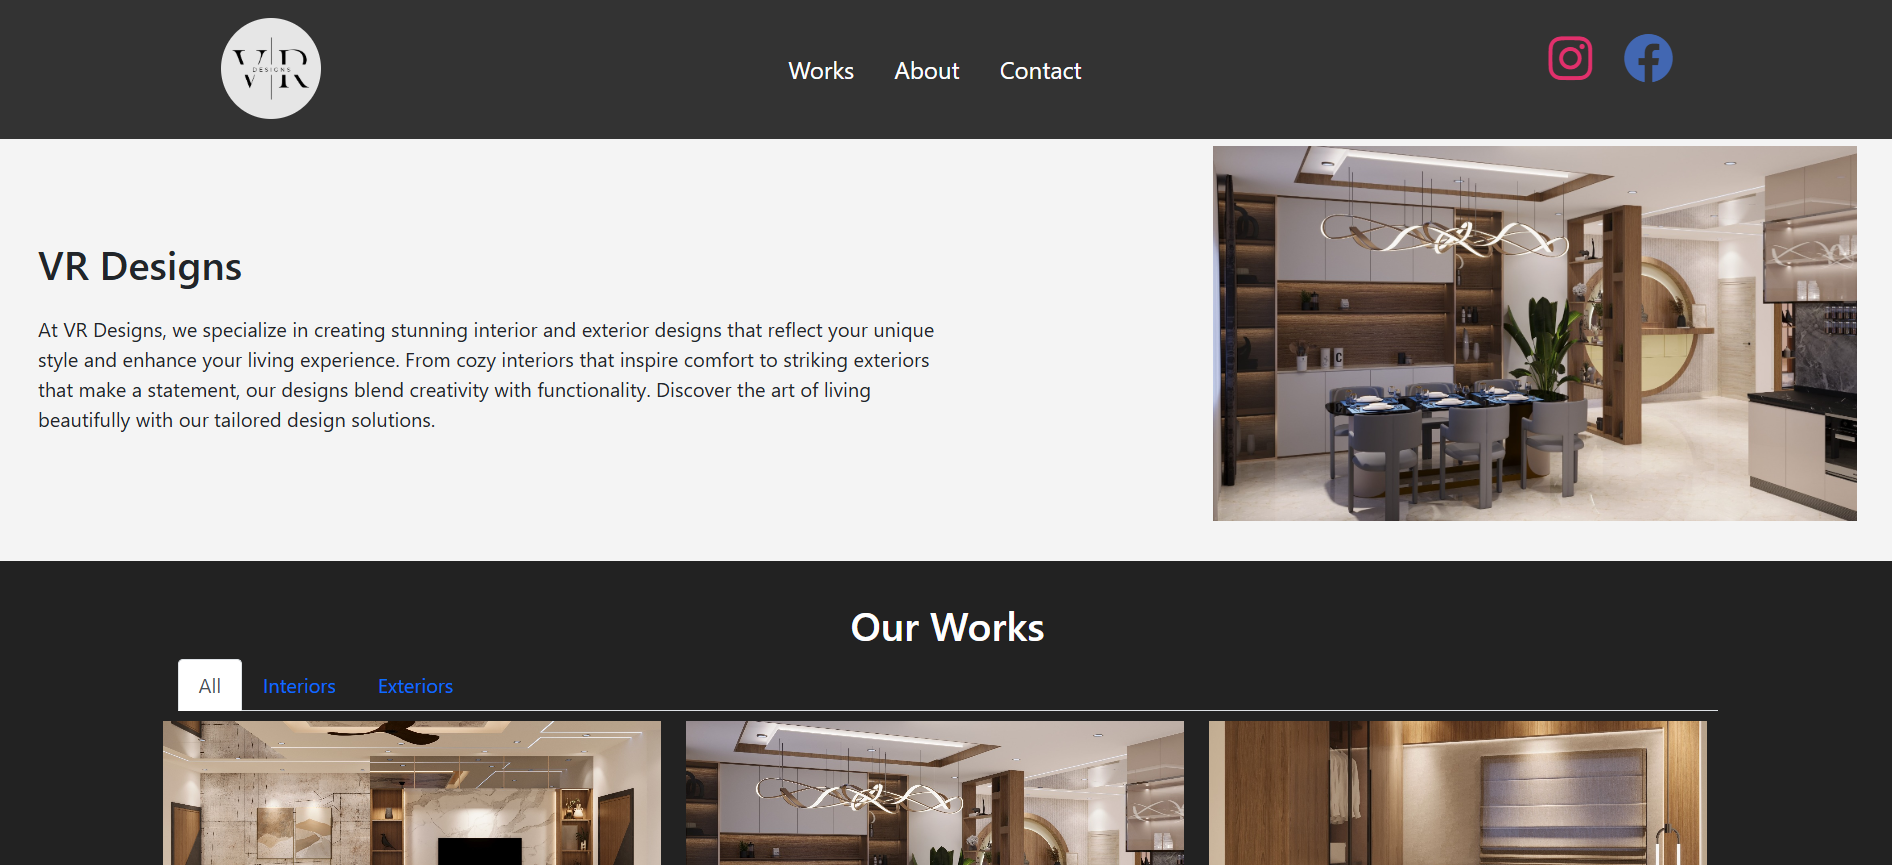 V R
DESIGNS
Works
About
Contact
VR Designs
At VR Designs, we specialize in creating stunning interior and exterior designs that reflect your unique
style and enhance your living experience. From cozy interiors that inspire comfort to striking exteriors
that make a statement, our designs blend creativity with functionality. Discover the art of living
beautifully with our tailored design solutions.
Our Works
All
Interiors
Exteriors